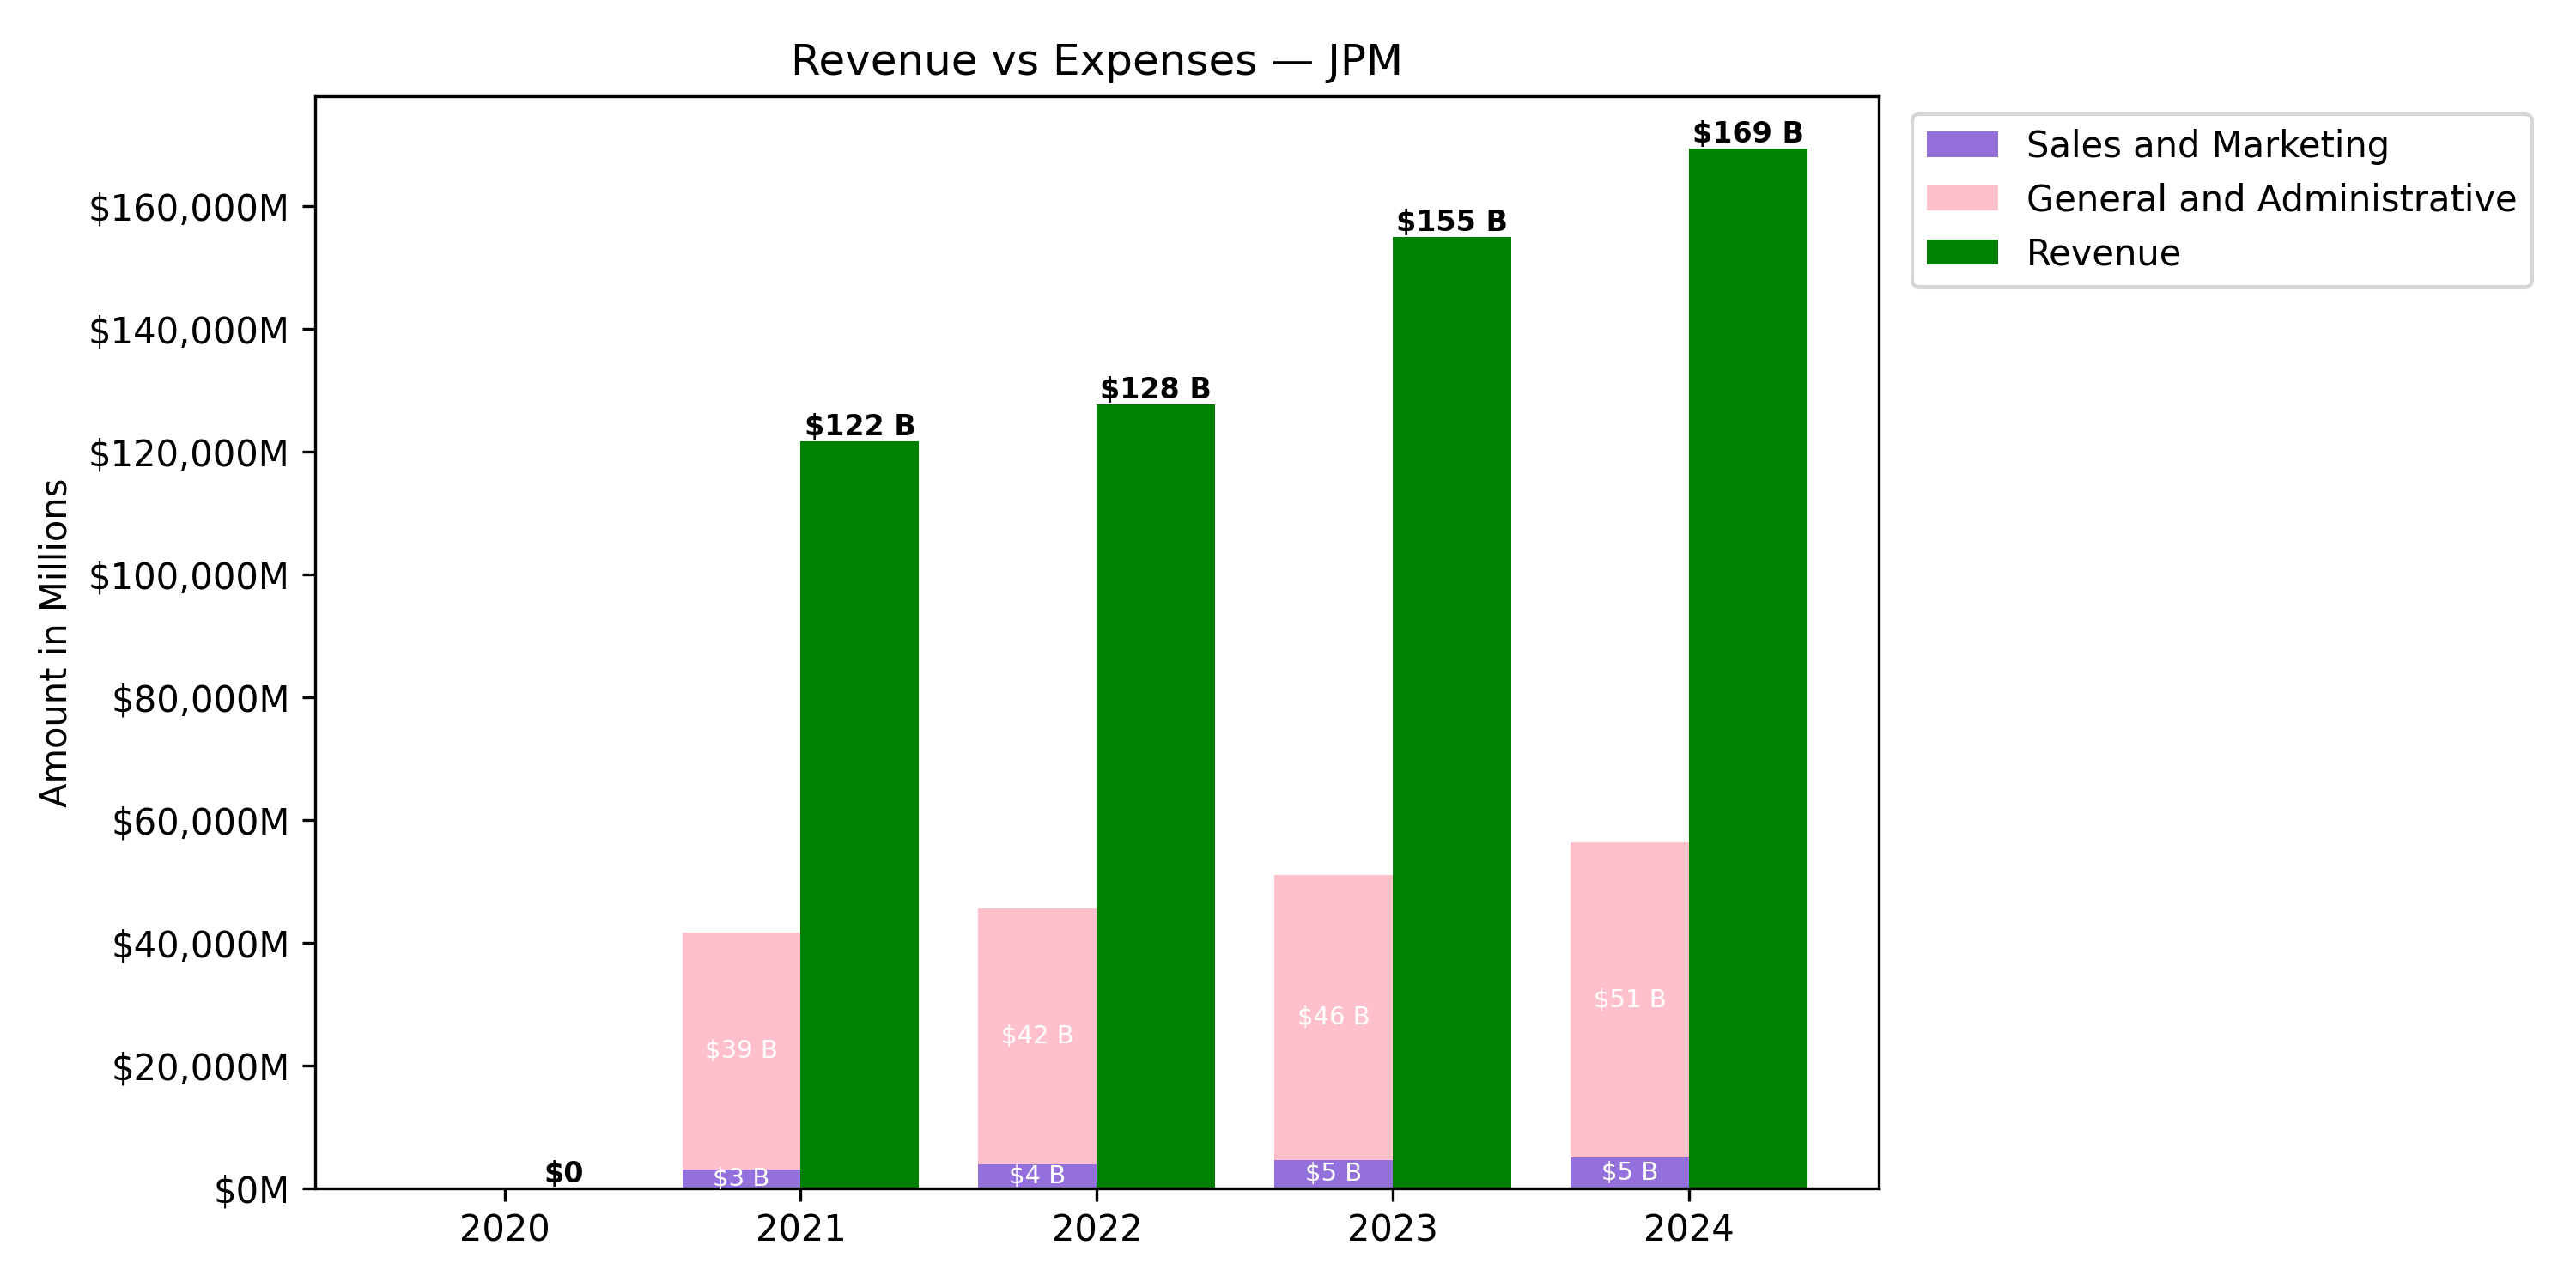 Revenue vs Expenses — JPM
Sales and Marketing
General and Administrative
Revenue
Amount in Millions
$160,000M
$140,000M
$120,000M
$100,000M
$80,000M
$60,000M
$40,000M
$20,000M
$0M
$0
$3 B
$39 B
$122 B
$4 B
$42 B
$128 B
$5 B
$46 B
$155 B
$5 B
$51 B
$169 B
2020
2021
2022
2023
2024